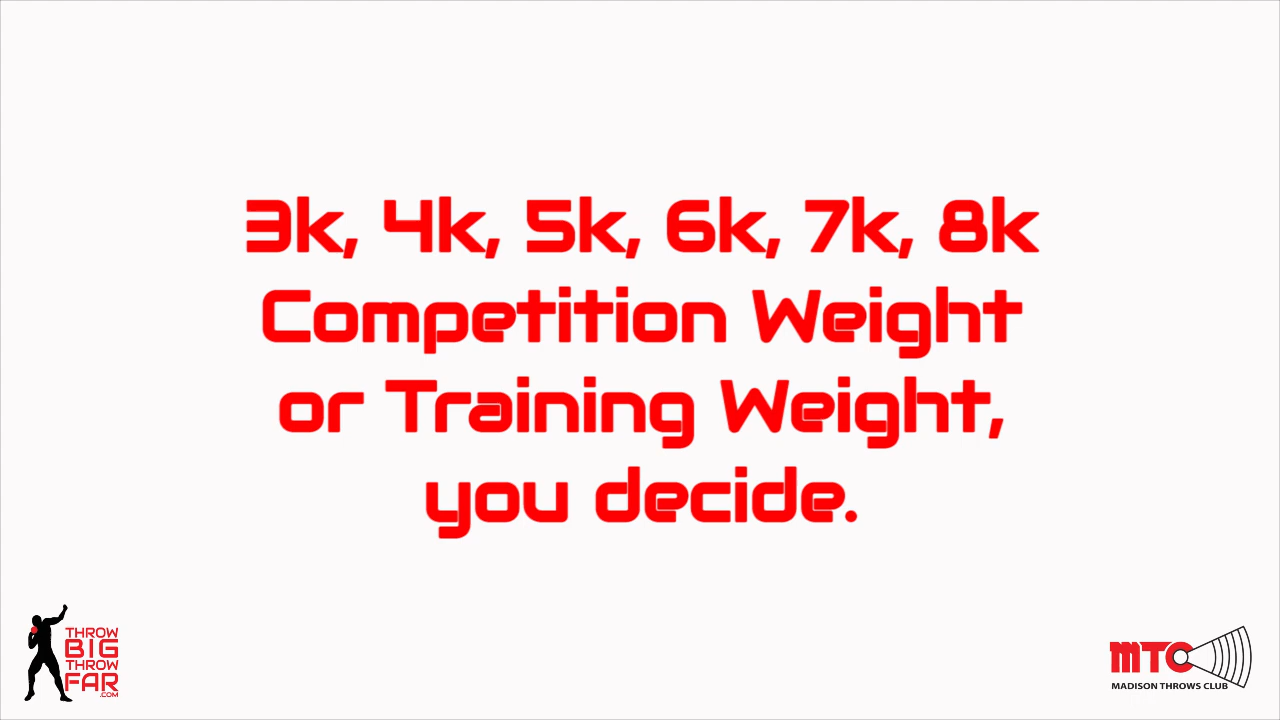 3k, 4k, 5k, 6k, 7k, 8k
Competition Weight
or Training Weight,
you decide.
THROW
BIG
THROW
FAR
.COM
MTC
MADISON THROWS CLUB